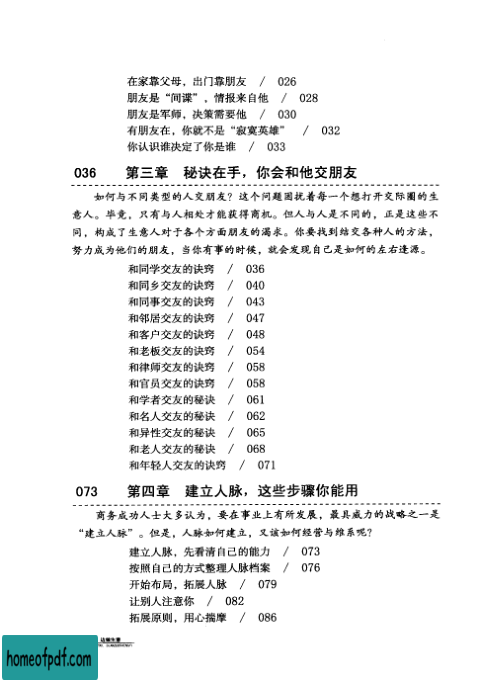 在家靠父母，出门靠朋友 / 026
朋友是“间谍”，情报来自他 / 028
朋友是军师，决策需要他 / 030
有朋友在，你就不是“寂寞英雄” / 032
你认识谁决定了你是谁 / 033
036 第三章 秘诀在手，你会和他交朋友
如何与不同类型的人交朋友？这个问题困扰着每一个想打开交际圈的生
意人。毕竟，只有与人相处才能获得商机。但人与人是不同的，正是这些不
同，构成了生意人对于各个方面朋友的渴求。你要找到结交各种人的方法，
努力成为他们的朋友，当你有事的时候，就会发现自己是如何的左右逢源。
和同学交友的诀窍 / 036
和同乡交友的诀窍 / 040
和同事交友的诀窍 / 043
和邻居交友的诀窍 / 047
和客户交友的诀窍 / 048
和老板交友的诀窍 / 054
和律师交友的诀窍 / 058
和官员交友的诀窍 / 058
和学者交友的秘诀 / 061
和名人交友的秘诀 / 062
和异性交友的秘诀 / 065
和老人交友的秘诀 / 068
和年轻人交友的诀窍 / 071
073 第四章 建立人脉，这些步骤你能用
商务成功人士大多认为，要在事业上有所发展，最具威力的战略之一是
“建立人脉”。但是，人脉如何建立，又该如何经营与维系呢？
建立人脉，先看清自己的能力 / 073
按照自己的方式整理人脉档案 / 076
开始布局，拓展人脉 / 079
让别人注意你 / 082
拓展原则，用心揣摩 / 086
homeofpdf.com